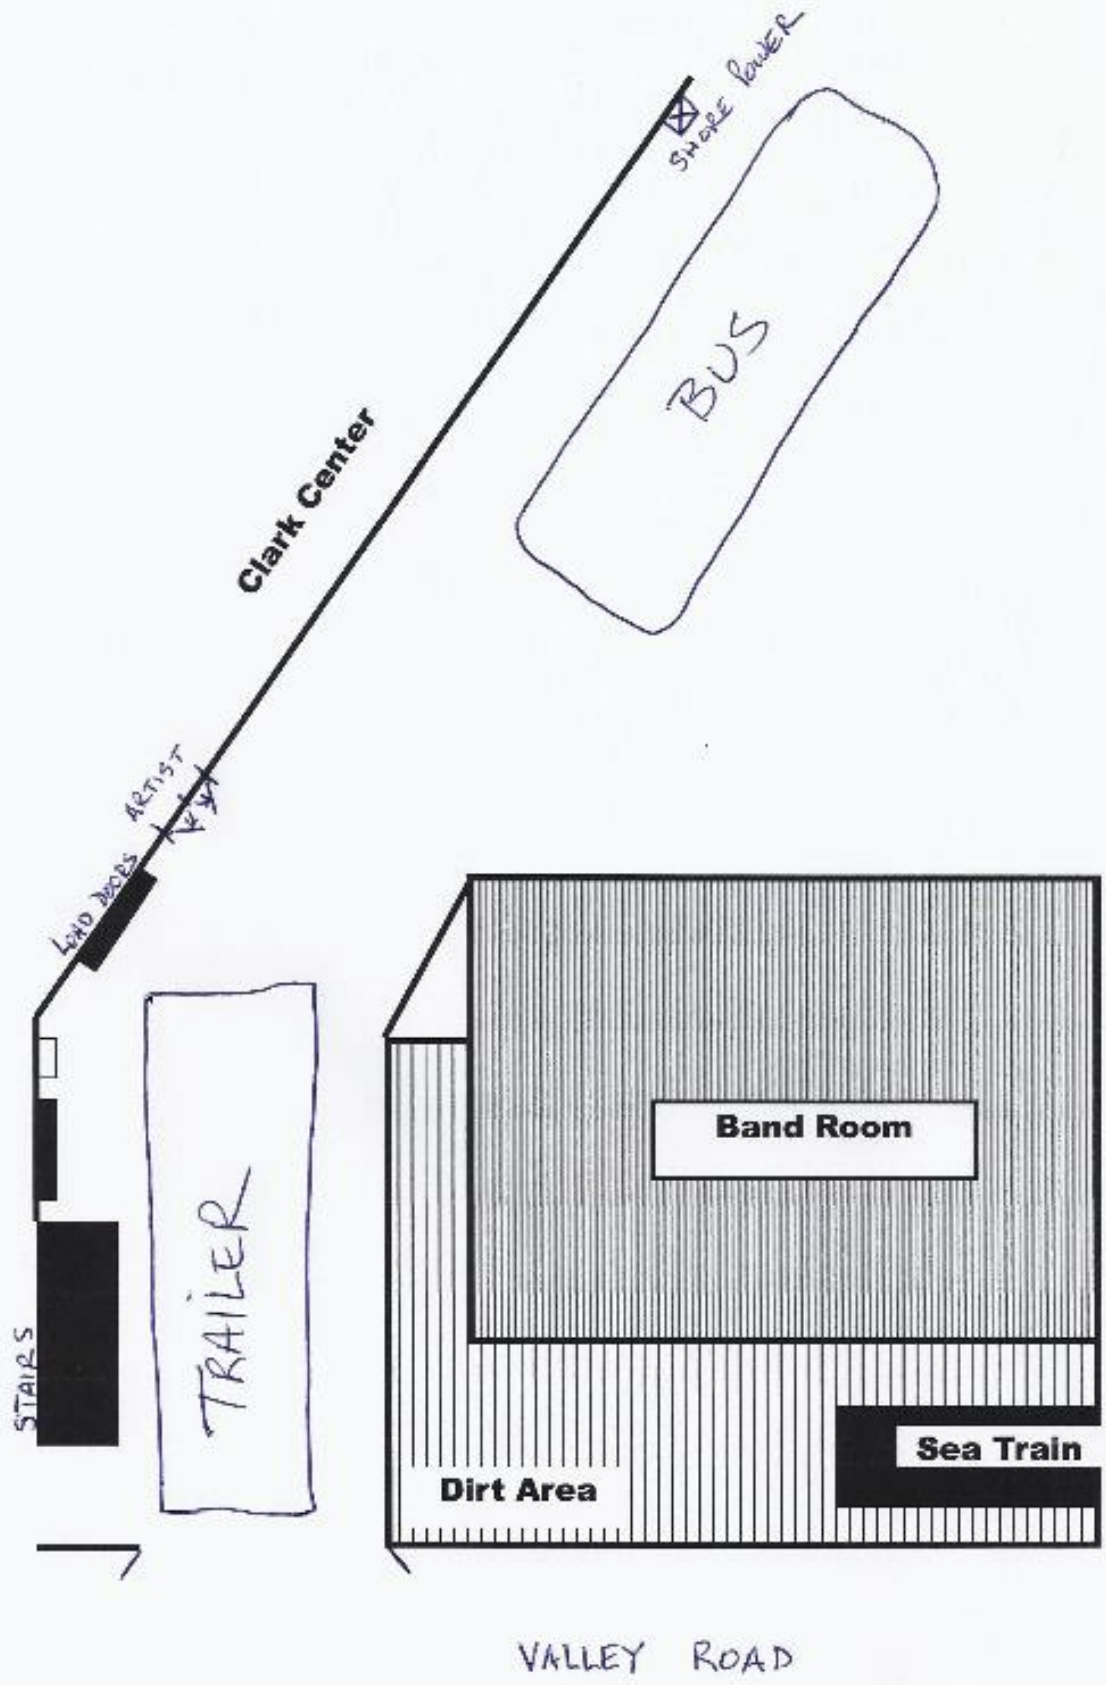 SHORE POWER
BUS
Clark Center
ARTIST
LOAD DOORS
Band Room
TRAILER
STAIRS
Sea Train
Dirt Area
VALLEY ROAD